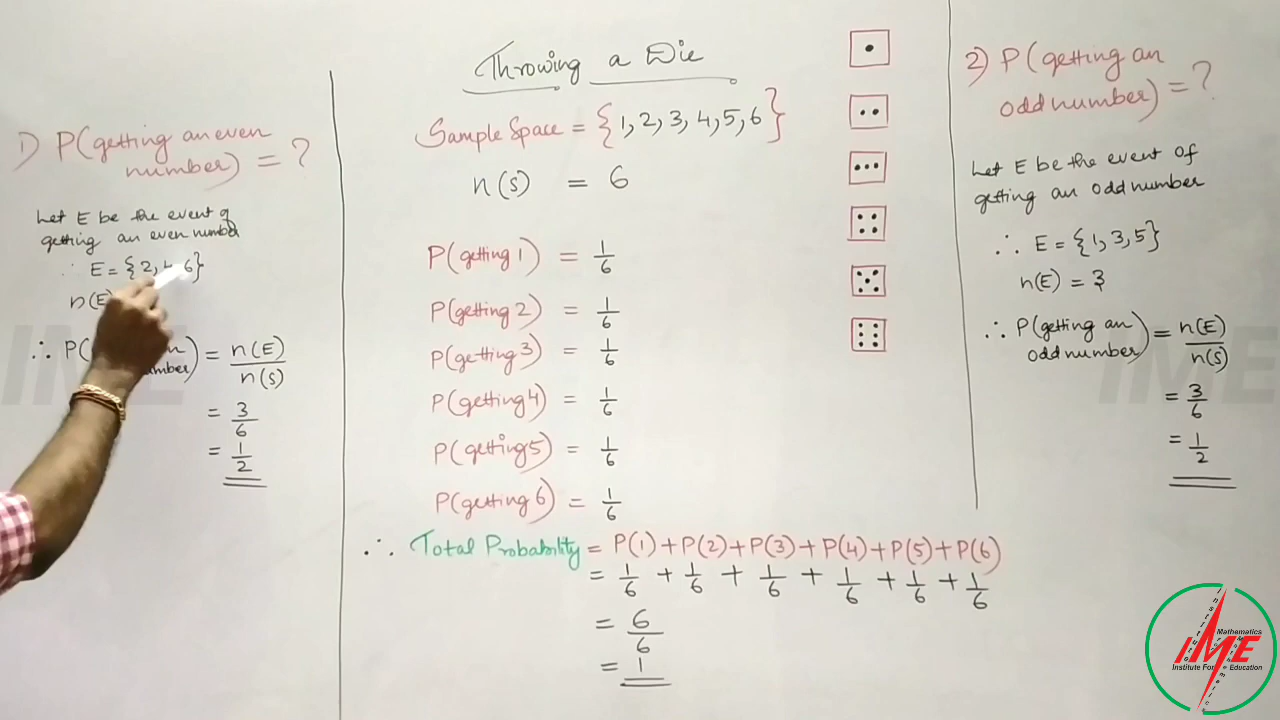 Throwing a Die
Sample Space = {1, 2, 3, 4, 5, 6}
n(s) = 6
P(getting 1) = 1/6
P(getting 2) = 1/6
P(getting 3) = 1/6
P(getting 4) = 1/6
P(getting 5) = 1/6
P(getting 6) = 1/6
∴ Total Probability = P(1)+P(2)+P(3)+P(4)+P(5)+P(6)
= 1/6 + 1/6 + 1/6 + 1/6 + 1/6 + 1/6
= 6/6
= 1
1) P(getting an even
number) = ?
Let E be the event of
getting an even number
∴ E = {2, 6}
n(E)
∴ P( = n(E)/n(s)
= 3/6
= 1/2
2) P(getting an
odd number) = ?
Let E be the event of
getting an odd number
∴ E = {1, 3, 5}
n(E) = 3
∴ P(getting an
odd number) = n(E)/n(s)
= 3/6
= 1/2
IME
IME
Mathematics
IME
Institute For Education